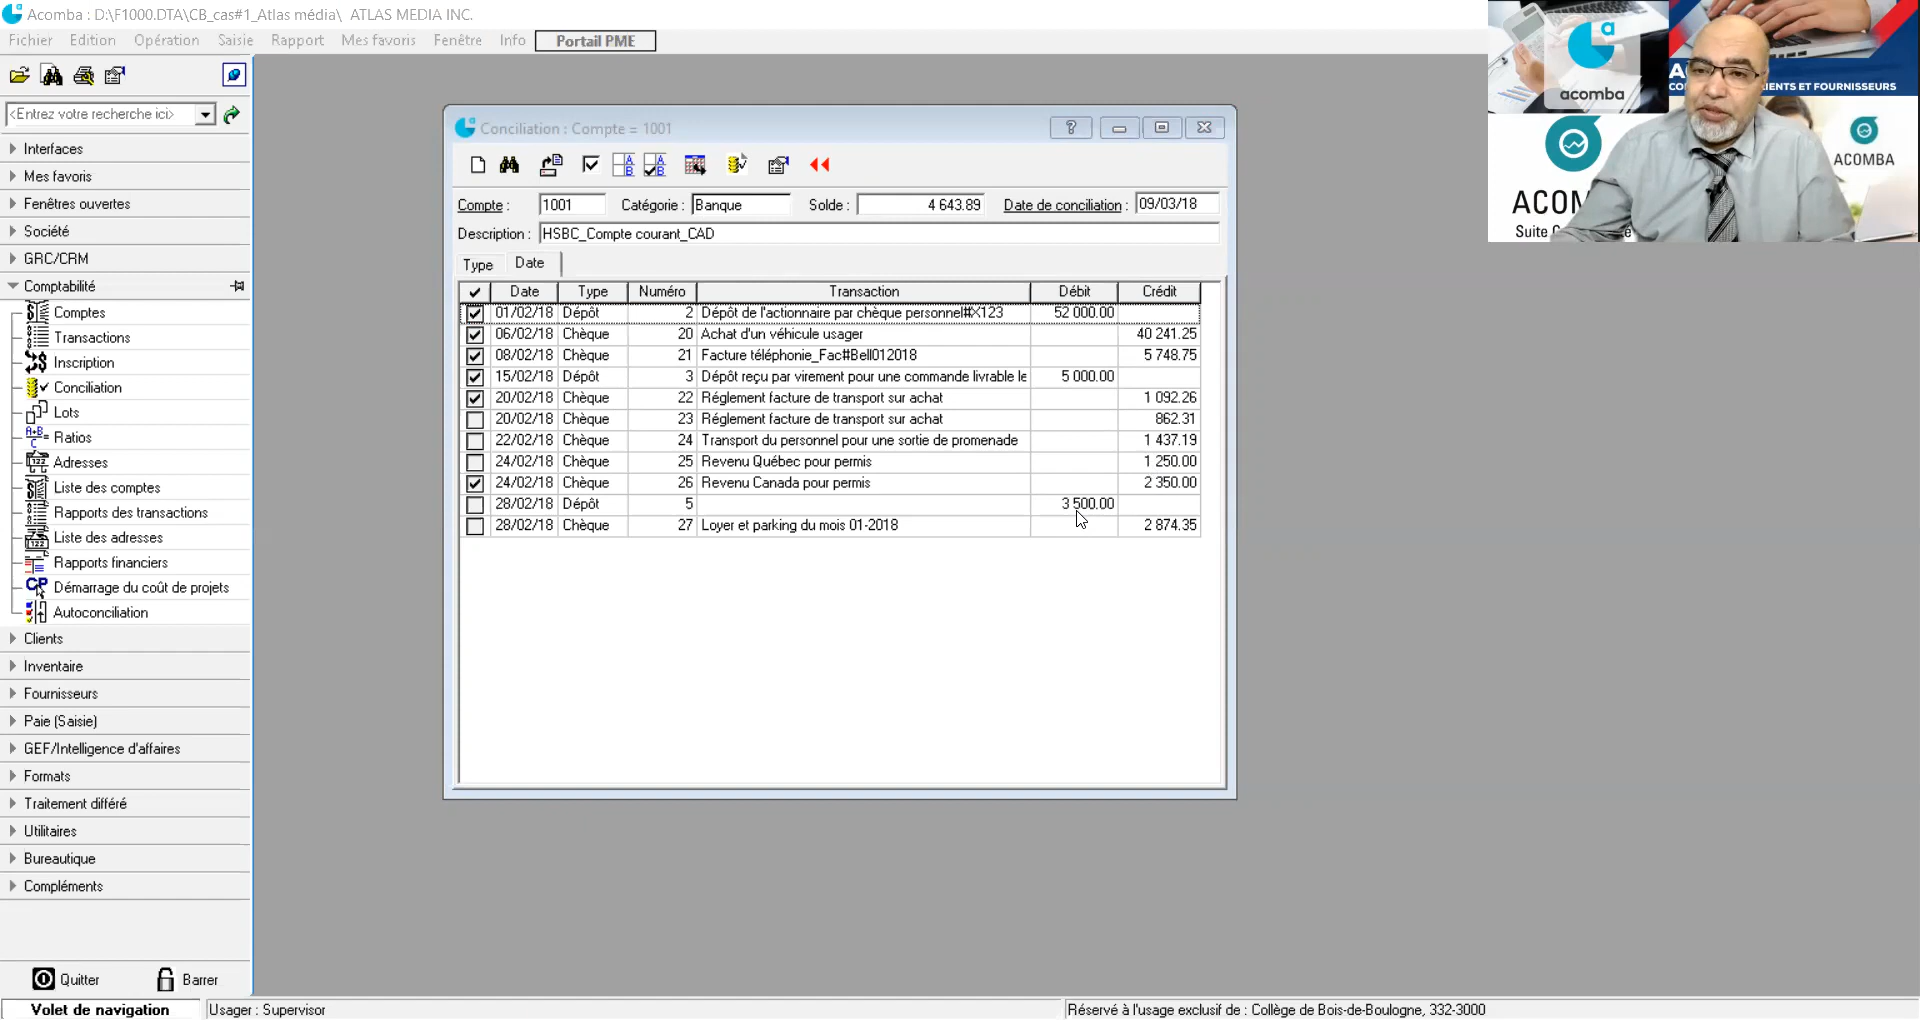 Acomba : D:\F1000.DTA\CB_cas#1_Atlas média\ ATLAS MEDIA INC.
Fichier Edition Opération Saisie Rapport Mes favoris Fenêtre Info Portail PME
<Entrez votre recherche ici>
Interfaces
Mes favoris
Fenêtres ouvertes
Société
GRC/CRM
Comptabilité
Comptes
Transactions
Inscription
Conciliation
Lots
Ratios
Adresses
Liste des comptes
Rapports des transactions
Liste des adresses
Rapports financiers
Démarrage du coût de projets
Autoconciliation
Clients
Inventaire
Fournisseurs
Paie (Saisie)
GEF/Intelligence d'affaires
Formats
Traitement différé
Utilitaires
Bureautique
Compléments
Quitter Barrer
Conciliation : Compte = 1001
Compte : 1001 Catégorie : Banque Solde : 4 643.89 Date de conciliation : 09/03/18
Description : HSBC_Compte courant_CAD
Type Date
Date Type Numéro Transaction Débit Crédit
01/02/18 Dépôt 2 Dépôt de l'actionnaire par chèque personnel#X123 52 000.00
06/02/18 Chèque 20 Achat d'un véhicule usager 40 241.25
08/02/18 Chèque 21 Facture téléphonie_Fac#Bell012018 5 748.75
15/02/18 Dépôt 3 Dépôt reçu par virement pour une commande livrable le 5 000.00
20/02/18 Chèque 22 Réglement facture de transport sur achat 1 092.26
20/02/18 Chèque 23 Réglement facture de transport sur achat 862.31
22/02/18 Chèque 24 Transport du personnel pour une sortie de promenade 1 437.19
24/02/18 Chèque 25 Revenu Québec pour permis 1 250.00
24/02/18 Chèque 26 Revenu Canada pour permis 2 350.00
28/02/18 Dépôt 5 3 500.00
28/02/18 Chèque 27 Loyer et parking du mois 01-2018 2 874.35
acomba
IENTS ET FOURNISSEURS
ACOMBA
Suite
Volet de navigation Usager : Supervisor Réservé à l'usage exclusif de : Collège de Bois-de-Boulogne, 332-3000